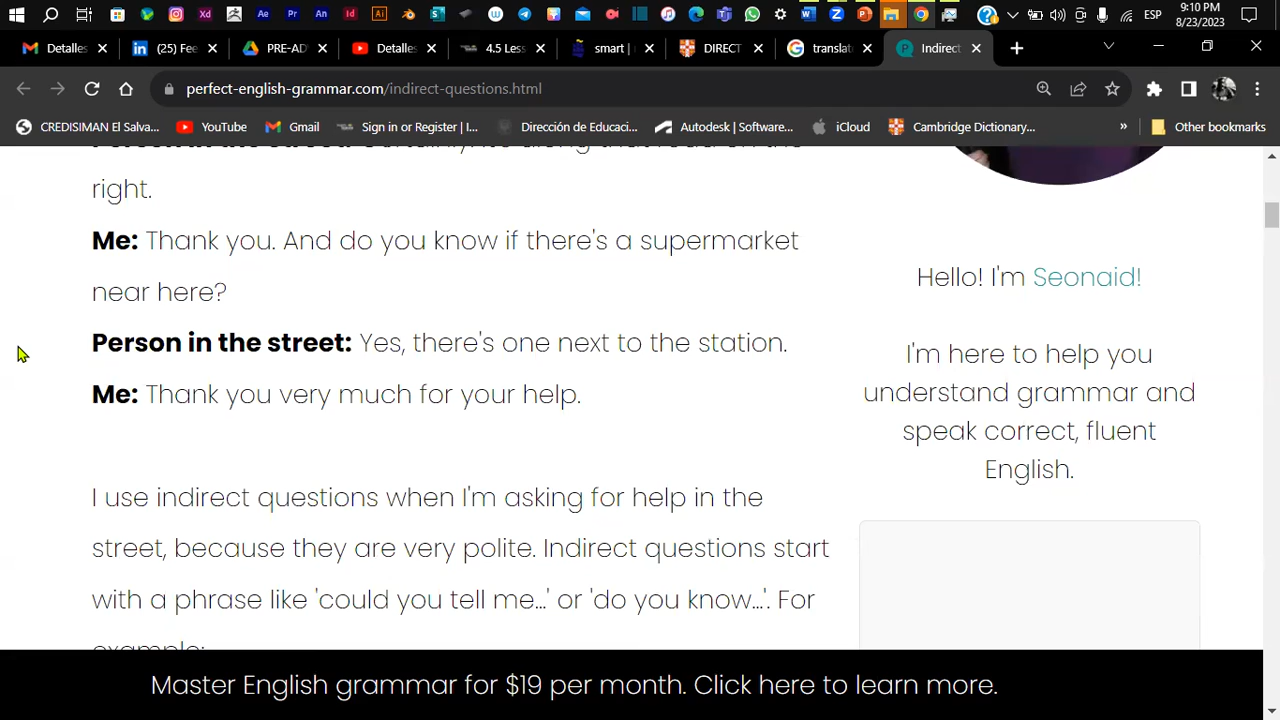 ESP
9:10 PM
8/23/2023
Detalles
(25) Fee
PRE-AD
Detalles
4.5 Less
smart |
DIRECT
translat
Indirect
perfect-english-grammar.com/indirect-questions.html
CREDISIMAN El Salva...
YouTube
Gmail
Sign in or Register | I...
Dirección de Educaci...
Autodesk | Software...
iCloud
Cambridge Dictionary...
»
Other bookmarks
right.
Me: Thank you. And do you know if there's a supermarket
near here?
Person in the street: Yes, there's one next to the station.
Me: Thank you very much for your help.
I use indirect questions when I'm asking for help in the
street, because they are very polite. Indirect questions start
with a phrase like 'could you tell me...' or 'do you know...'. For
example:
Hello! I'm Seonaid!
I'm here to help you
understand grammar and
speak correct, fluent
English.
Master English grammar for $19 per month. Click here to learn more.